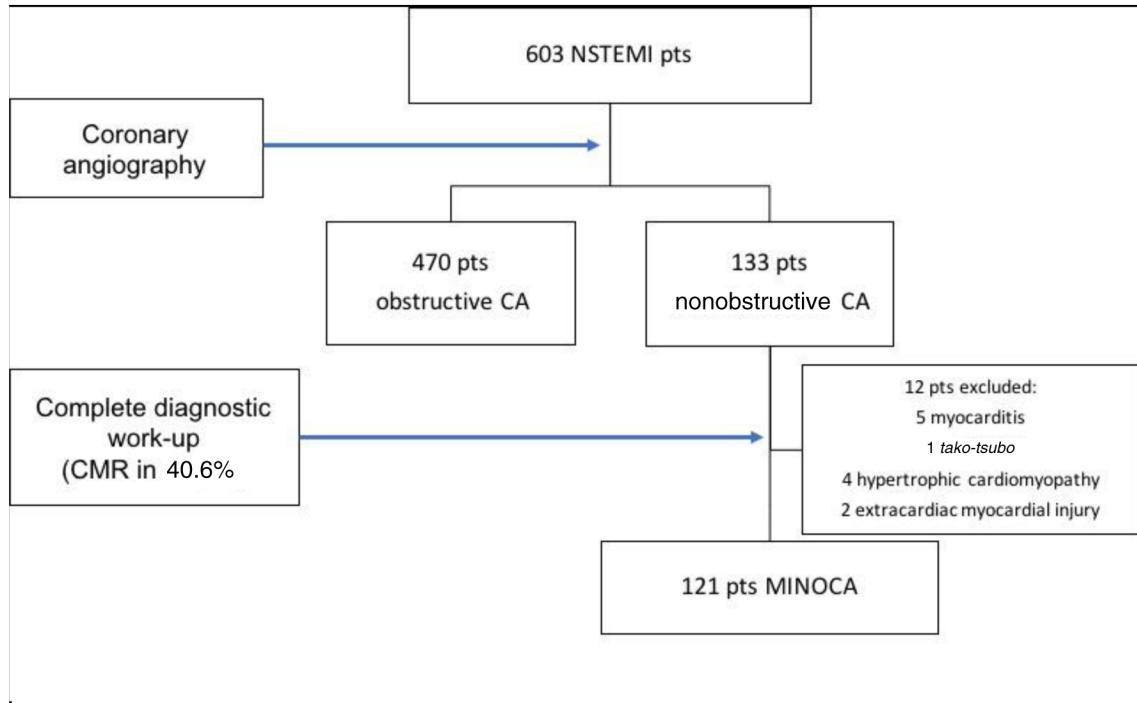 603 NSTEMI pts
Coronary
angiography
470 pts
obstructive CA
133 pts
nonobstructive CA
Complete diagnostic
work-up
(CMR in 40.6%
12 pts excluded:
5 myocarditis
1 tako-tsubo
4 hypertrophic cardiomyopathy
2 extracardiac myocardial injury
121 pts MINOCA